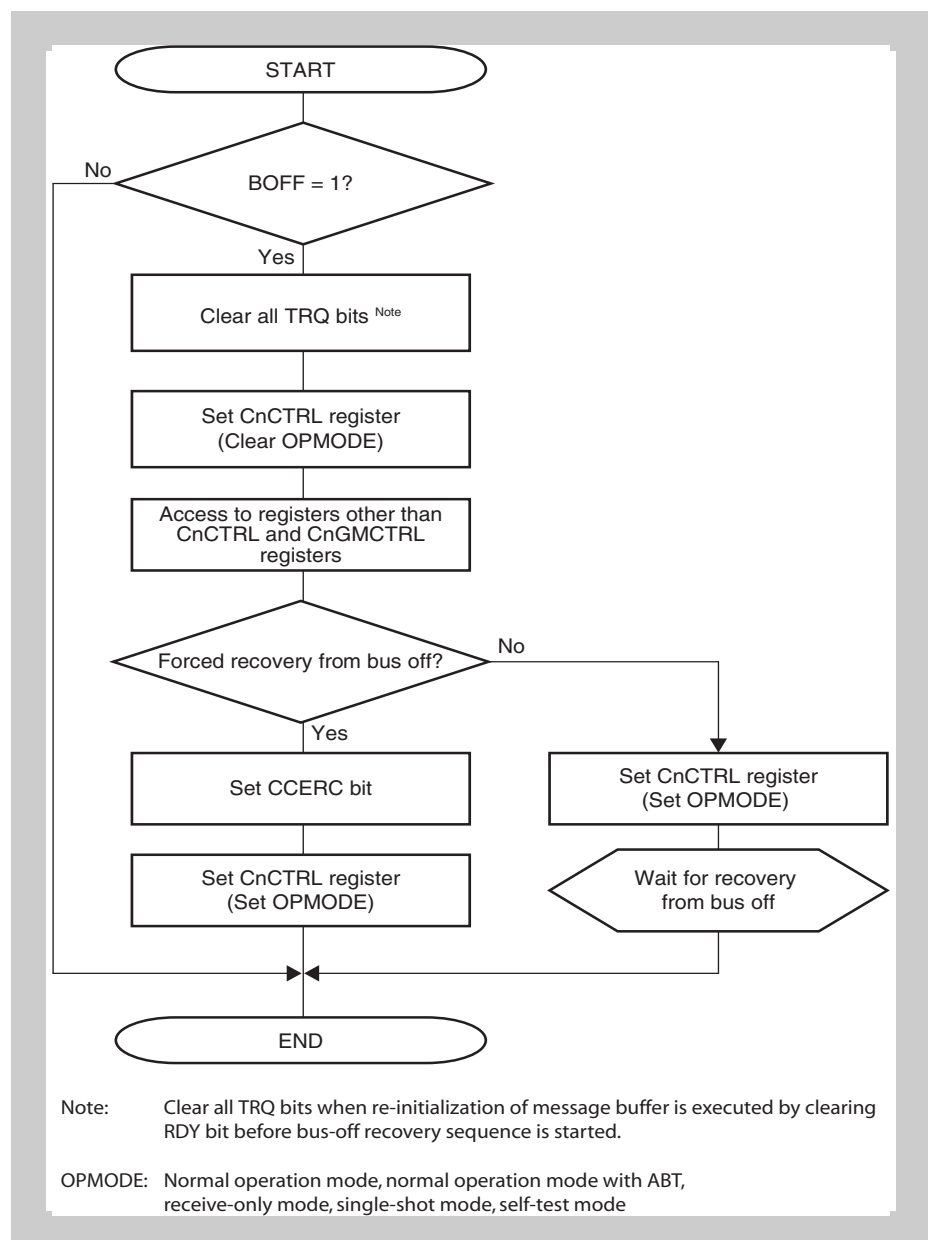 START
No
BOFF = 1?
Yes
Clear all TRQ bits Note
Set CnCTRL register
(Clear OPMODE)
Access to registers other than
CnCTRL and CnGMCTRL
registers
Forced recovery from bus off?
No
Yes
Set CCERC bit
Set CnCTRL register
(Set OPMODE)
Set CnCTRL register
(Set OPMODE)
Wait for recovery
from bus off
END
Note: Clear all TRQ bits when re-initialization of message buffer is executed by clearing
RDY bit before bus-off recovery sequence is started.
OPMODE: Normal operation mode, normal operation mode with ABT,
receive-only mode, single-shot mode, self-test mode